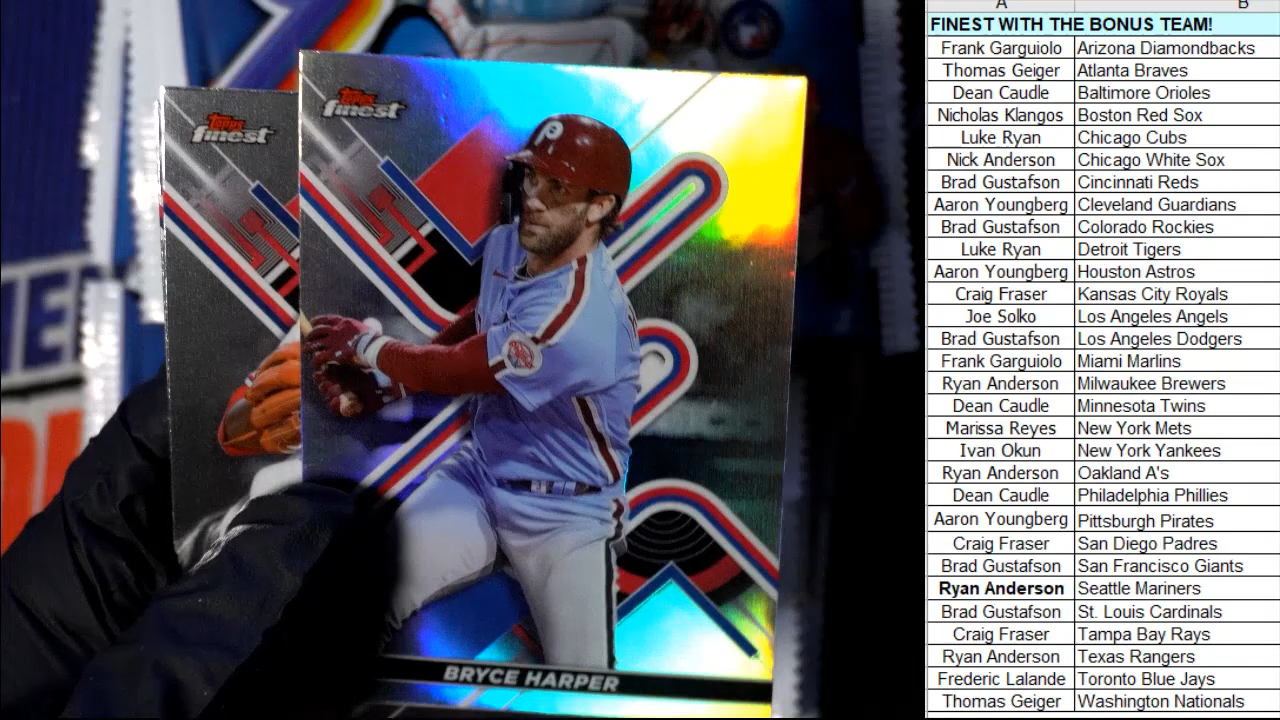 A B
FINEST WITH THE BONUS TEAM!
Frank Garguiolo Arizona Diamondbacks
Thomas Geiger Atlanta Braves
Dean Caudle Baltimore Orioles
Nicholas Klangos Boston Red Sox
Luke Ryan Chicago Cubs
Nick Anderson Chicago White Sox
Brad Gustafson Cincinnati Reds
Aaron Youngberg Cleveland Guardians
Brad Gustafson Colorado Rockies
Luke Ryan Detroit Tigers
Aaron Youngberg Houston Astros
Craig Fraser Kansas City Royals
Joe Solko Los Angeles Angels
Brad Gustafson Los Angeles Dodgers
Frank Garguiolo Miami Marlins
Ryan Anderson Milwaukee Brewers
Dean Caudle Minnesota Twins
Marissa Reyes New York Mets
Ivan Okun New York Yankees
Ryan Anderson Oakland A's
Dean Caudle Philadelphia Phillies
Aaron Youngberg Pittsburgh Pirates
Craig Fraser San Diego Padres
Brad Gustafson San Francisco Giants
Ryan Anderson Seattle Mariners
Brad Gustafson St. Louis Cardinals
Craig Fraser Tampa Bay Rays
Ryan Anderson Texas Rangers
Frederic Lalande Toronto Blue Jays
Thomas Geiger Washington Nationals
Topps
finest
Topps
finest
P
BRYCE HARPER